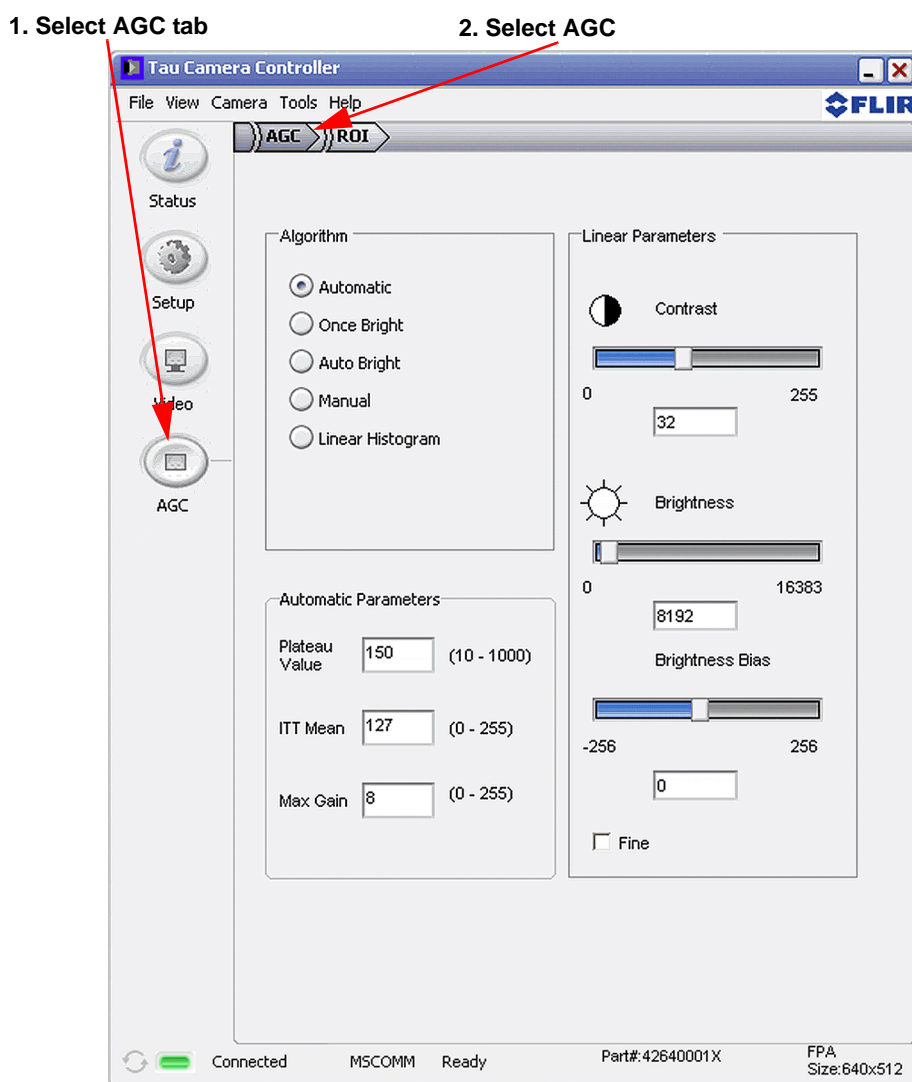 1. Select AGC tab
2. Select AGC
Tau Camera Controller
File View Camera Tools Help
FLIR
AGC
ROI
Status
Setup
Video
AGC
Algorithm
Automatic
Once Bright
Auto Bright
Manual
Linear Histogram
Automatic Parameters
Plateau Value 150 (10 - 1000)
ITT Mean 127 (0 - 255)
Max Gain 8 (0 - 255)
Linear Parameters
Contrast
0 255
32
Brightness
0 16383
8192
Brightness Bias
-256 256
0
Fine
Connected MSCOMM Ready Part#:42640001X FPA
Size:640x512